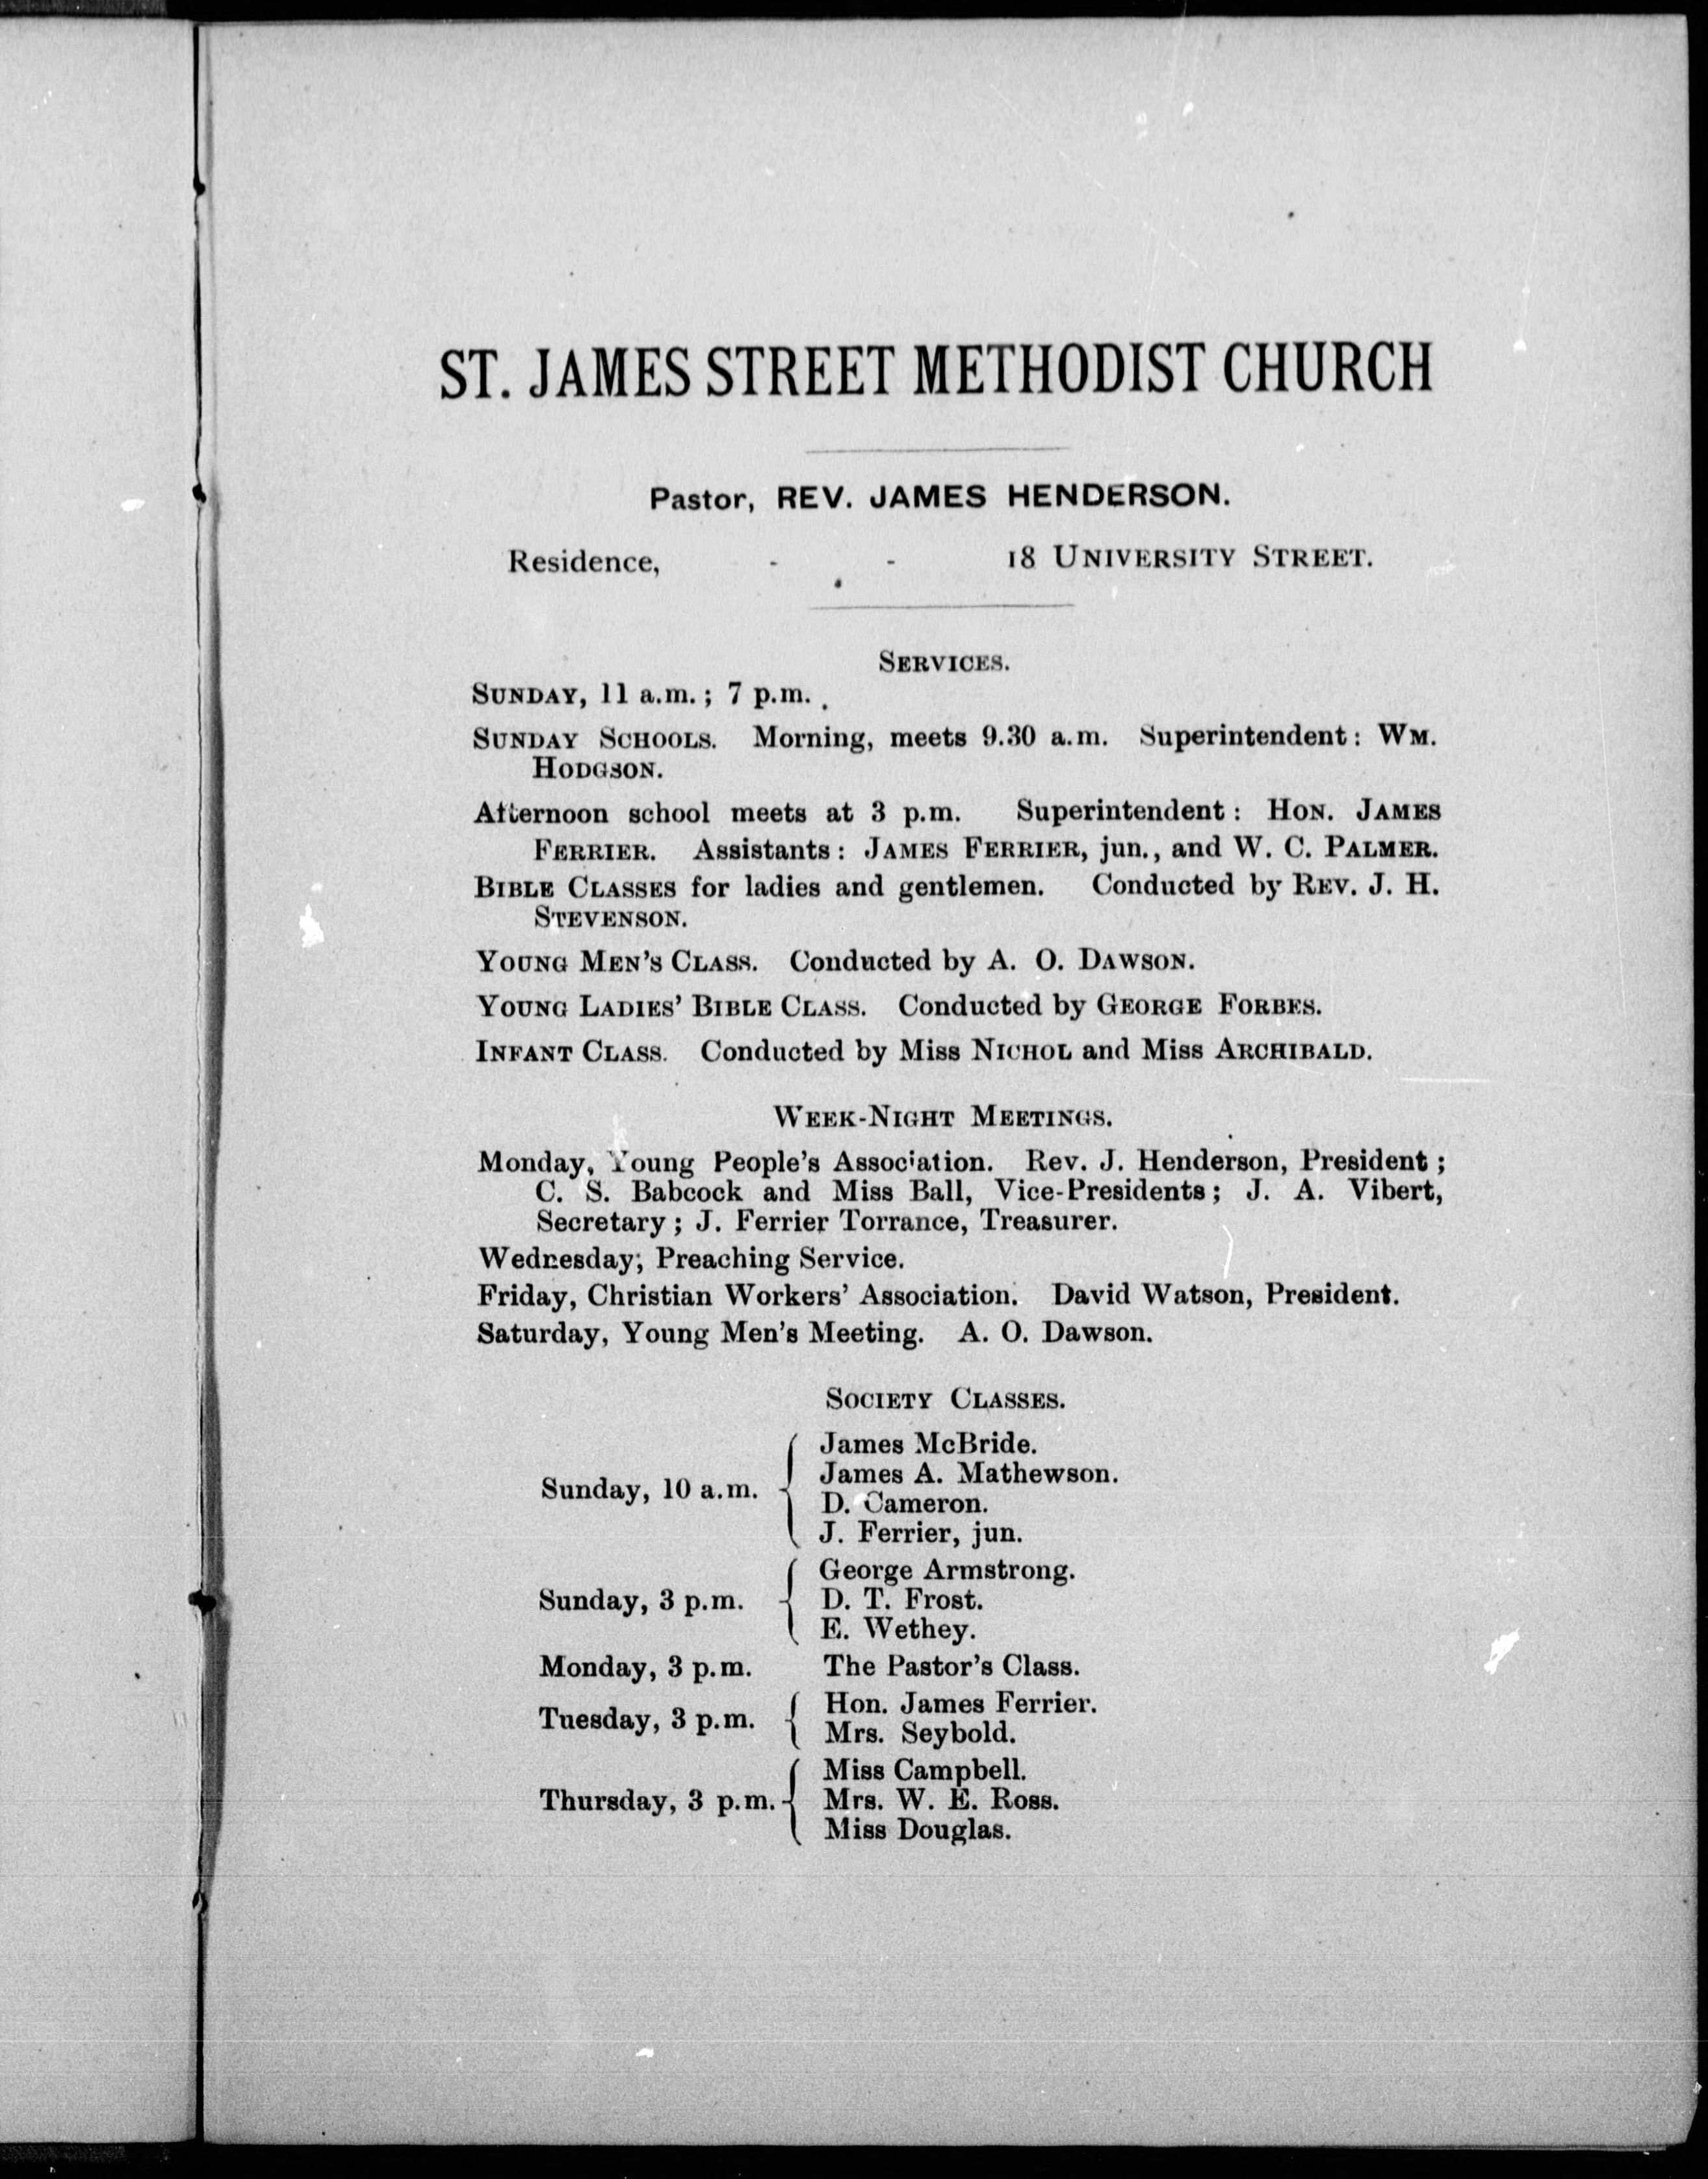 ST. JAMES STREET METHODIST CHURCH
Pastor, REV. JAMES HENDERSON.
Residence, - - 18 UNIVERSITY STREET.
SERVICES.
SUNDAY, 11 a.m.; 7 p.m.
SUNDAY SCHOOLS. Morning, meets 9.30 a.m. Superintendent: WM.
HODGSON.
Afternoon school meets at 3 p.m. Superintendent: HON. JAMES
FERRIER. Assistants: JAMES FERRIER, jun., and W. C. PALMER.
BIBLE CLASSES for ladies and gentlemen. Conducted by REV. J. H.
STEVENSON.
YOUNG MEN'S CLASS. Conducted by A. O. DAWSON.
YOUNG LADIES' BIBLE CLASS. Conducted by GEORGE FORBES.
INFANT CLASS. Conducted by Miss NICHOL and Miss ARCHIBALD.
WEEK-NIGHT MEETINGS.
Monday, Young People's Association. Rev. J. Henderson, President;
C. S. Babcock and Miss Ball, Vice-Presidents; J. A. Vibert,
Secretary; J. Ferrier Torrance, Treasurer.
Wednesday; Preaching Service.
Friday, Christian Workers' Association. David Watson, President.
Saturday, Young Men's Meeting. A. O. Dawson.
SOCIETY CLASSES.
Sunday, 10 a.m.
James McBride.
James A. Mathewson.
D. Cameron.
J. Ferrier, jun.
Sunday, 3 p.m.
George Armstrong.
D. T. Frost.
E. Wethey.
Monday, 3 p.m. The Pastor's Class.
Tuesday, 3 p.m.
Hon. James Ferrier.
Mrs. Seybold.
Thursday, 3 p.m.
Miss Campbell.
Mrs. W. E. Ross.
Miss Douglas.